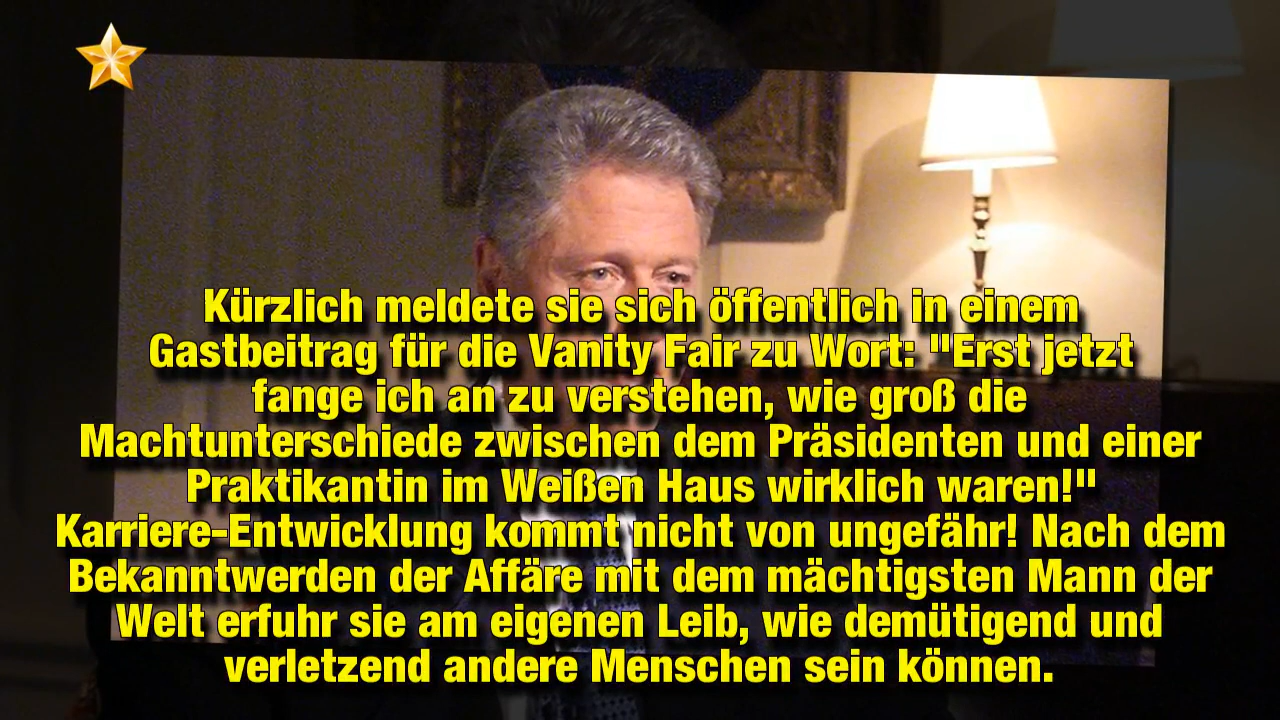 Kürzlich meldete sie sich öffentlich in einem
Gastbeitrag für die Vanity Fair zu Wort: "Erst jetzt
fange ich an zu verstehen, wie groß die
Machtunterschiede zwischen dem Präsidenten und einer
Praktikantin im Weißen Haus wirklich waren!"
Karriere-Entwicklung kommt nicht von ungefähr! Nach dem
Bekanntwerden der Affäre mit dem mächtigsten Mann der
Welt erfuhr sie am eigenen Leib, wie demütigend und
verletzend andere Menschen sein können.